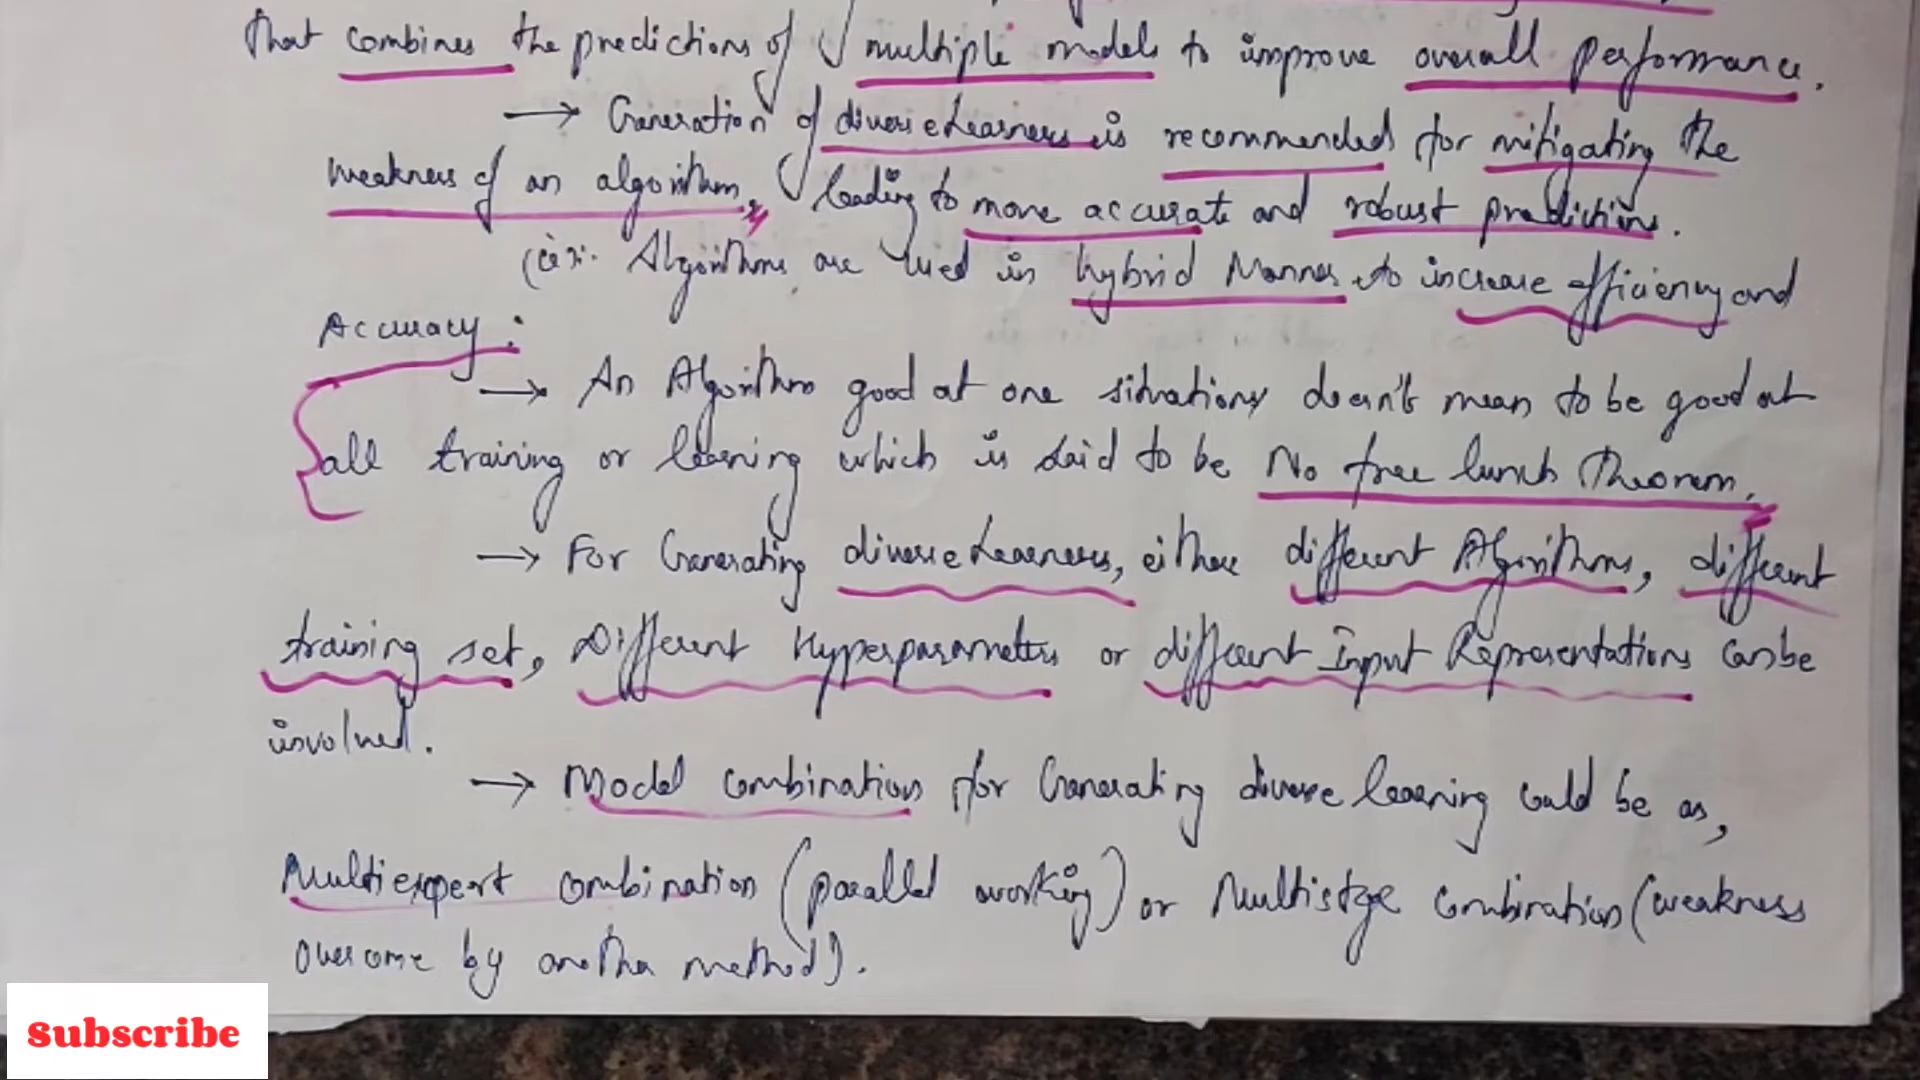 that combines the predictions of multiple models to improve overall performance.
→ Generation of diverse Learners is recommended for mitigating the
weakness of an algorithm, leading to more accurate and robust predictions.
(i.e: Algorithms are used in hybrid Manner to increase efficiency and
Accuracy:
→ An Algorithm good at one situations doesn't mean to be good at
all training or learning which is said to be No free lunch Theorem.
→ For Generating diverse Learners, either different Algorithms, different
training set, Different Hyperparameters or different Input Representations can be
involved.
→ Model combinations for Generating diverse learning could be as,
Multiexpert combination (parallel working) or Multistage combination (weakness
overcome by another method).
Subscribe